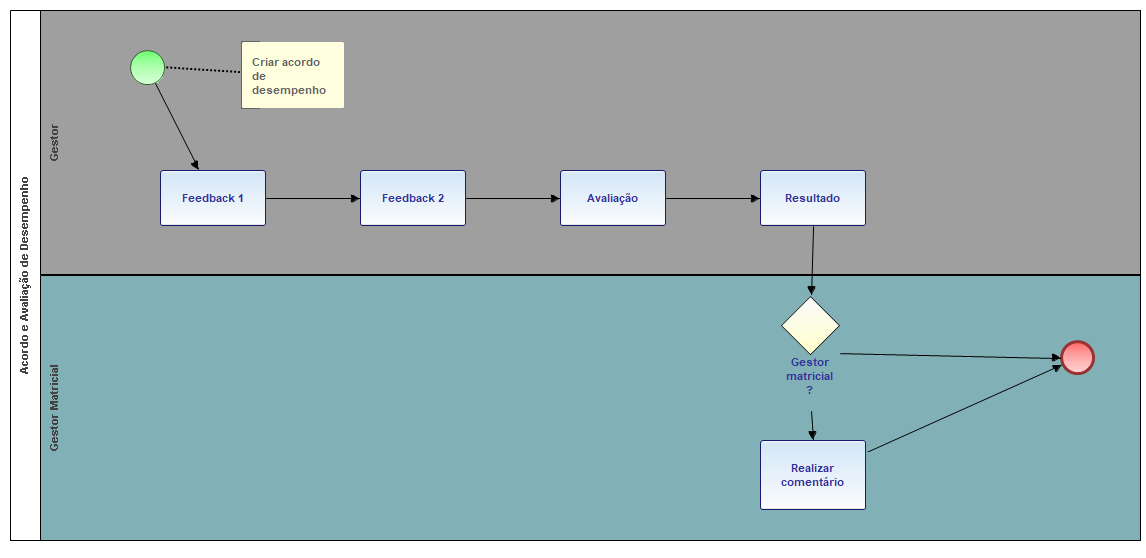 Acordo e Avaliação de Desempenho
Gestor
Criar acordo
de
desempenho
Feedback 1
Feedback 2
Avaliação
Resultado
Gestor Matricial
Gestor
matricial
?
Realizar
comentário